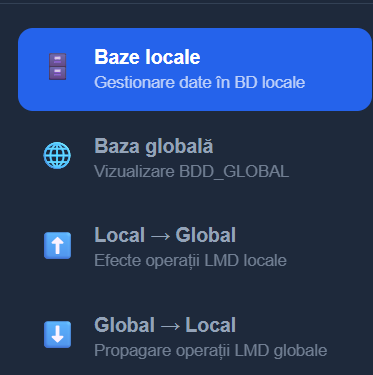 Baze locale
Gestionare date în BD locale
Baza globală
Vizualizare BDD_GLOBAL
Local → Global
Efecte operații LMD locale
Global → Local
Propagare operații LMD globale